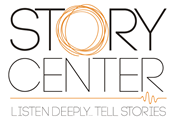 STORY
CENTER
LISTEN DEEPLY. TELL STORIES